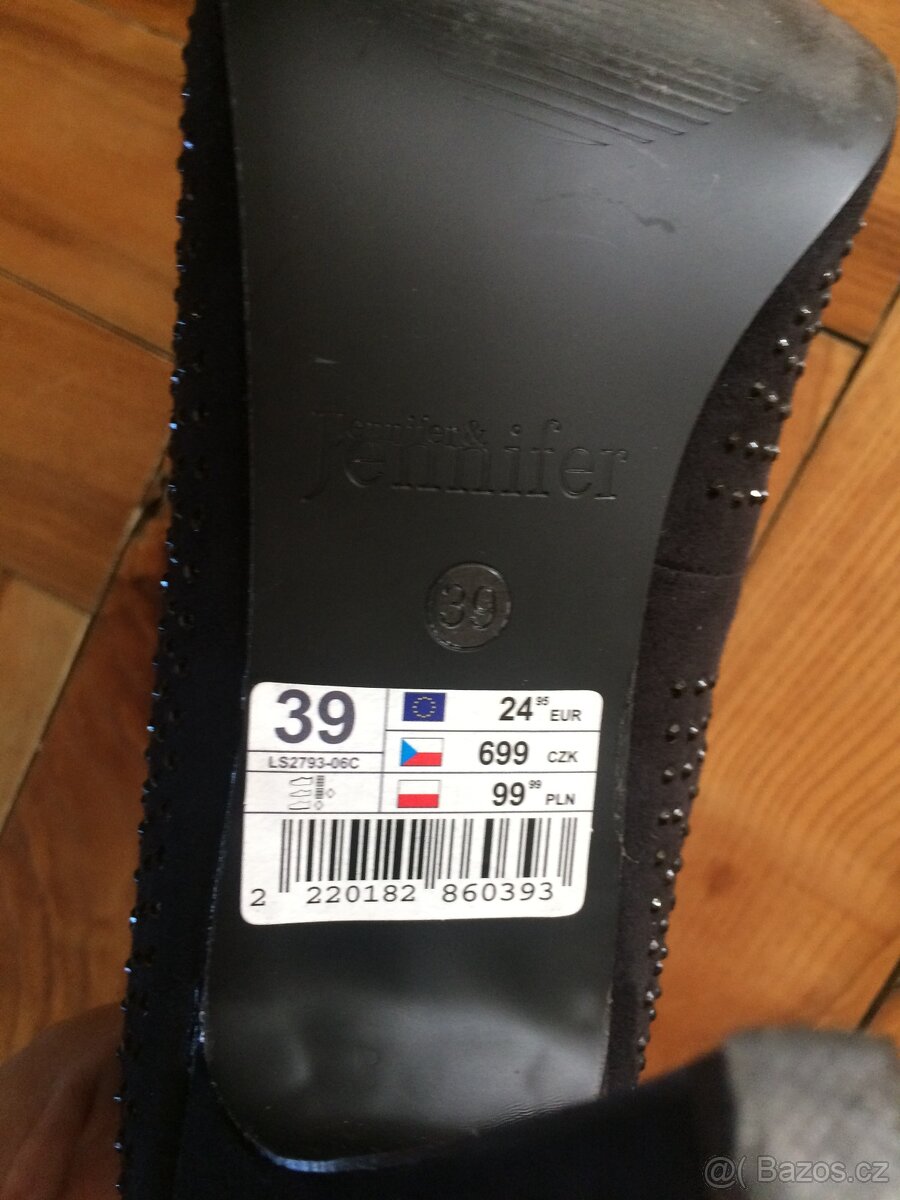 Jennifer&
Jennifer
39
39
LS2793-06C
24 95 EUR
699 CZK
99 99 PLN
2 220182 860393
@( Bazos.cz